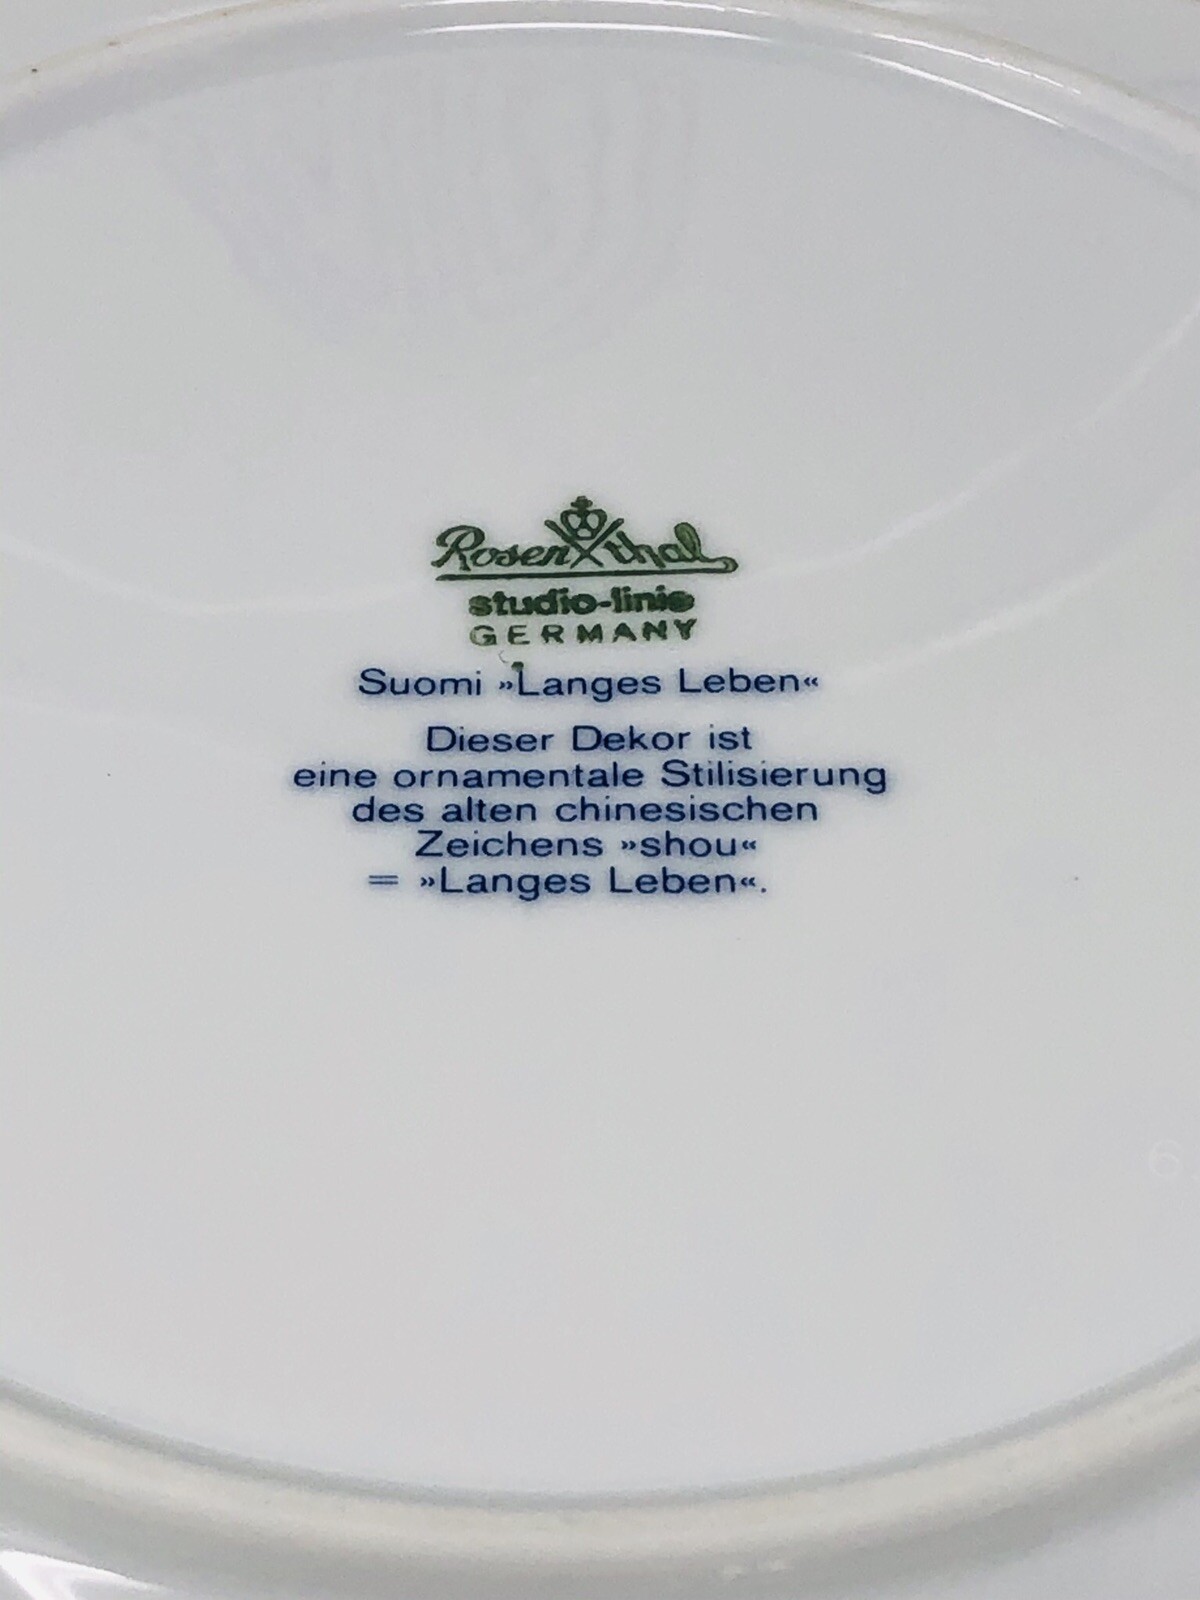 Rosenthal
studio-linie
GERMANY
Suomi »Langes Leben«
Dieser Dekor ist
eine ornamentale Stilisierung
des alten chinesischen
Zeichens »shou«
= »Langes Leben«.
6